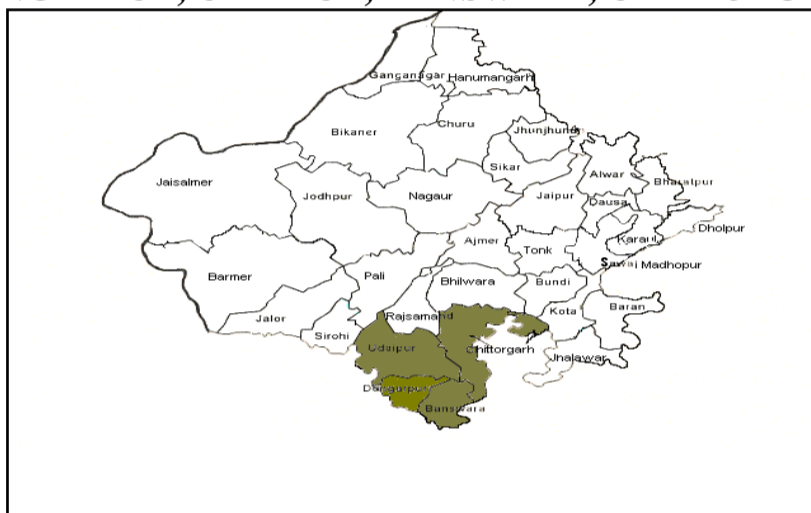 Ganganagar Hanumangarh
Bikaner Churu Jhunjhunu
Sikar
Jaisalmer Jodhpur Nagaur Jaipur Alwar Bharatpur
Dausa
Ajmer Tonk Karauli Dholpur
Sawai Madhopur
Barmer Pali Bhilwara Bundi
Jalor Sirohi Rajsamand Kota Baran
Udaipur Chittorgarh Jhalawar
Dungarpur
Banswara